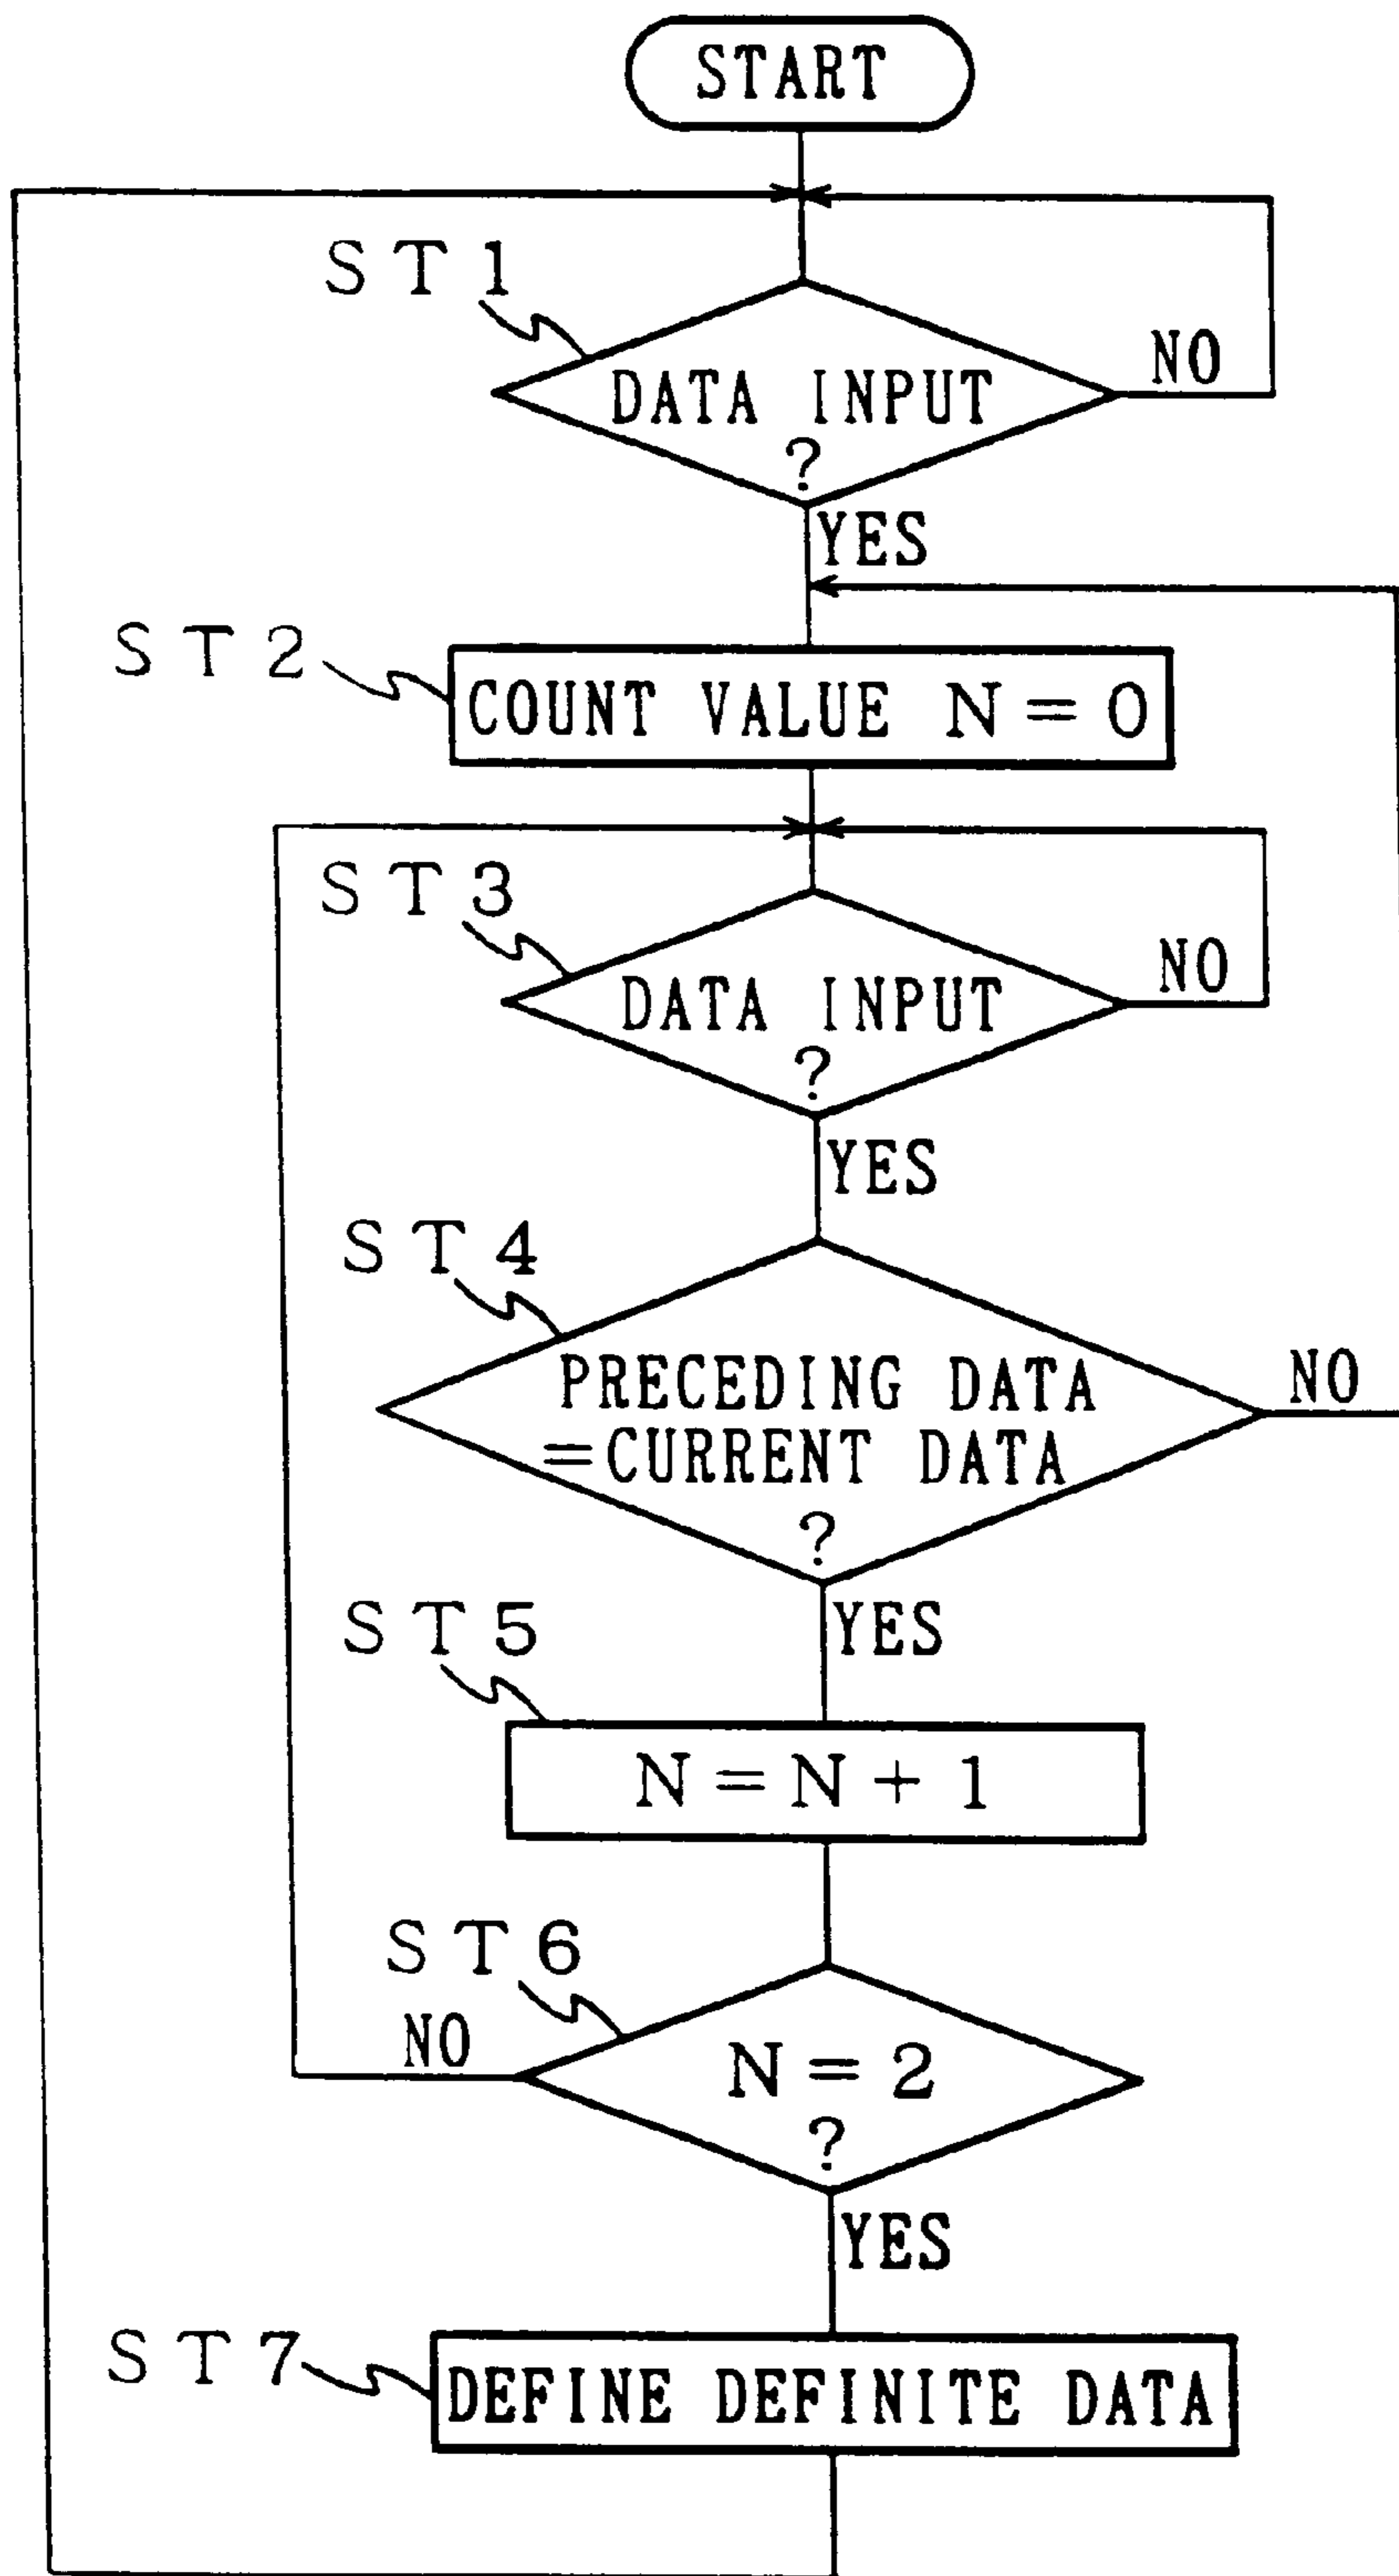 START
ST1
DATA INPUT
?
NO
YES
ST2
COUNT VALUE N=0
ST3
DATA INPUT
?
NO
YES
ST4
PRECEDING DATA
=CURRENT DATA
?
NO
YES
ST5
N=N+1
ST6
N=2
?
NO
YES
ST7
DEFINE DEFINITE DATA